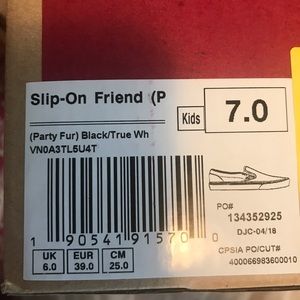 Slip-On Friend (P
Kids
7.0
(Party Fur) Black/True Wh
VN0A3TL5U4T
PO#
134352925
DJC-04/18
1 90541 91570 0
CPSIA PO/CUT#
400066983600010
UK EUR CM
6.0 39.0 25.0